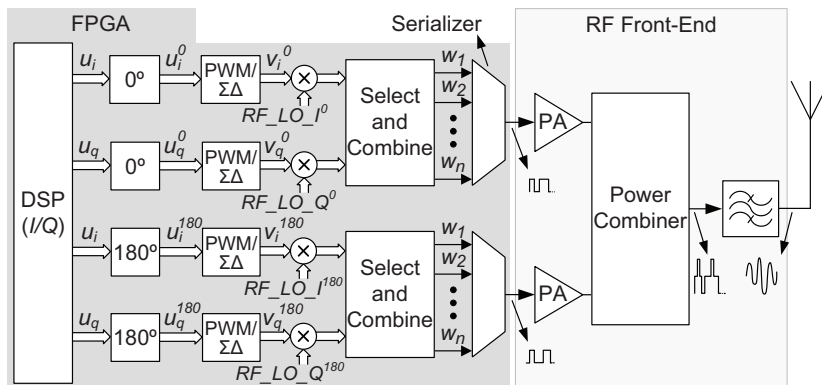 FPGA
Serializer
RF Front-End
DSP
(I/Q)
u_i
0º
u_i^0
PWM/
ΣΔ
v_i^0
×
RF_LO_I^0
u_q
0º
u_q^0
PWM/
ΣΔ
v_q^0
×
RF_LO_Q^0
Select
and
Combine
w_1
w_2
w_n
PA
u_i
180º
u_i^180
PWM/
ΣΔ
v_i^180
×
RF_LO_I^180
u_q
180º
u_q^180
PWM/
ΣΔ
v_q^180
×
RF_LO_Q^180
Select
and
Combine
w_1
w_2
w_n
PA
Power
Combiner